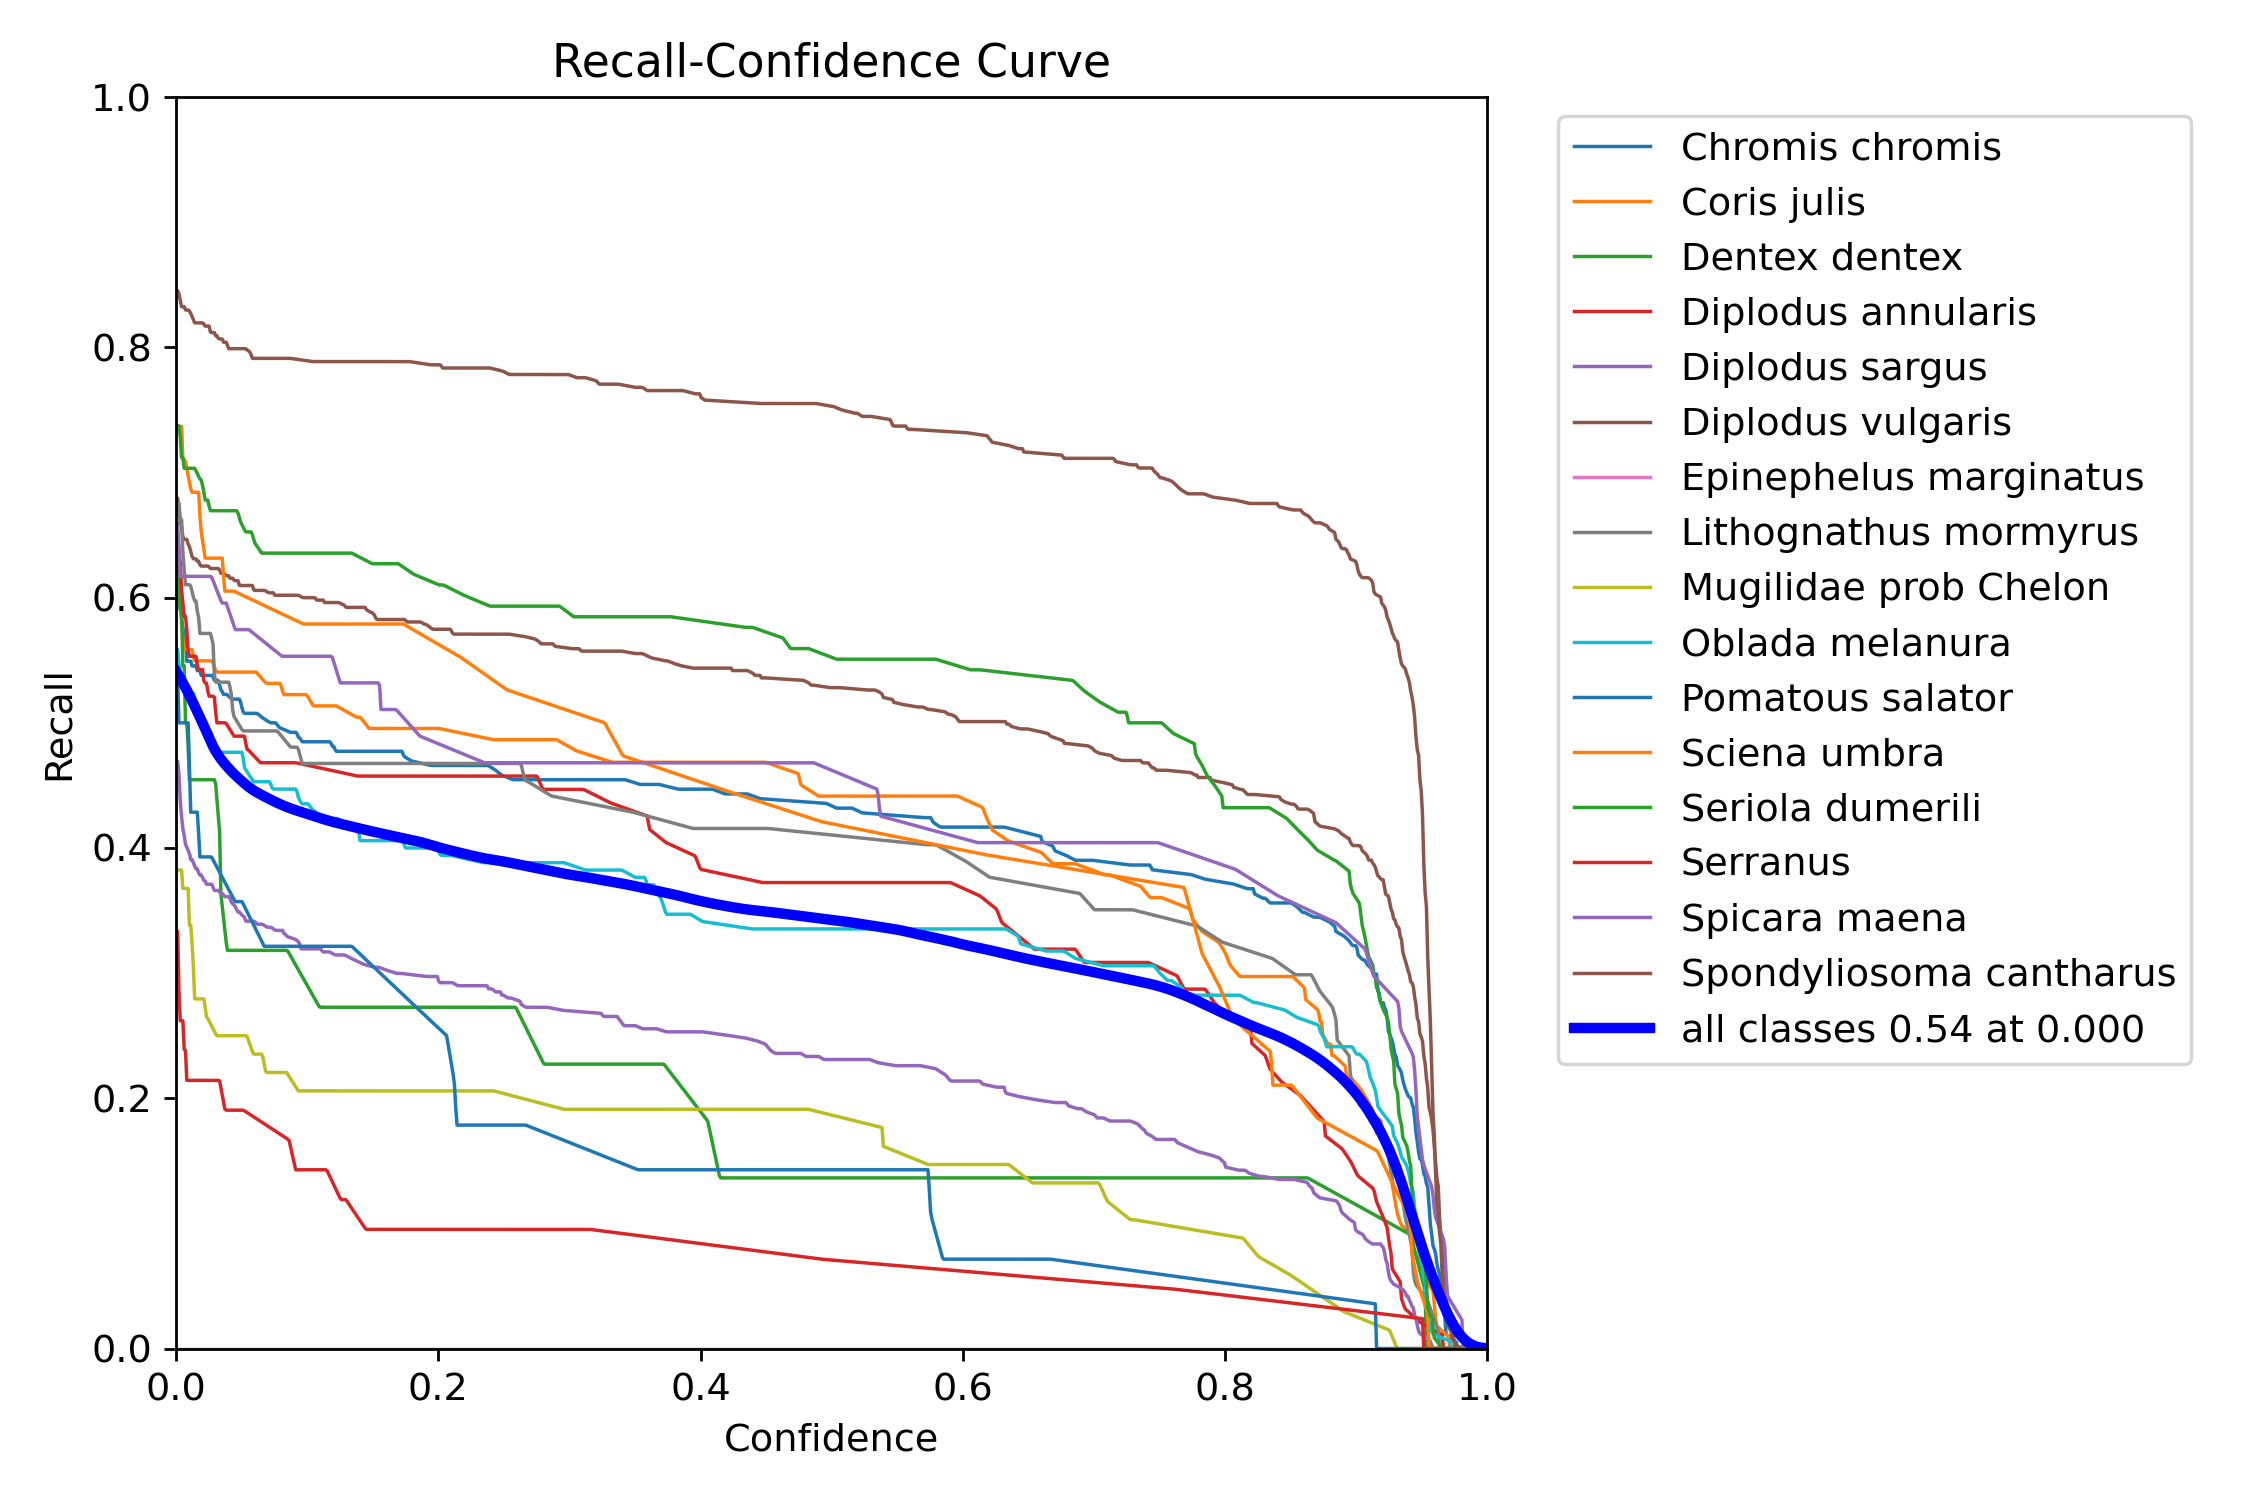 Recall-Confidence Curve
1.0
0.8
0.6
0.4
0.2
0.0
Recall
0.0 0.2 0.4 0.6 0.8 1.0
Confidence
Chromis chromis
Coris julis
Dentex dentex
Diplodus annularis
Diplodus sargus
Diplodus vulgaris
Epinephelus marginatus
Lithognathus mormyrus
Mugilidae prob Chelon
Oblada melanura
Pomatous salator
Sciena umbra
Seriola dumerili
Serranus
Spicara maena
Spondyliosoma cantharus
all classes 0.54 at 0.000